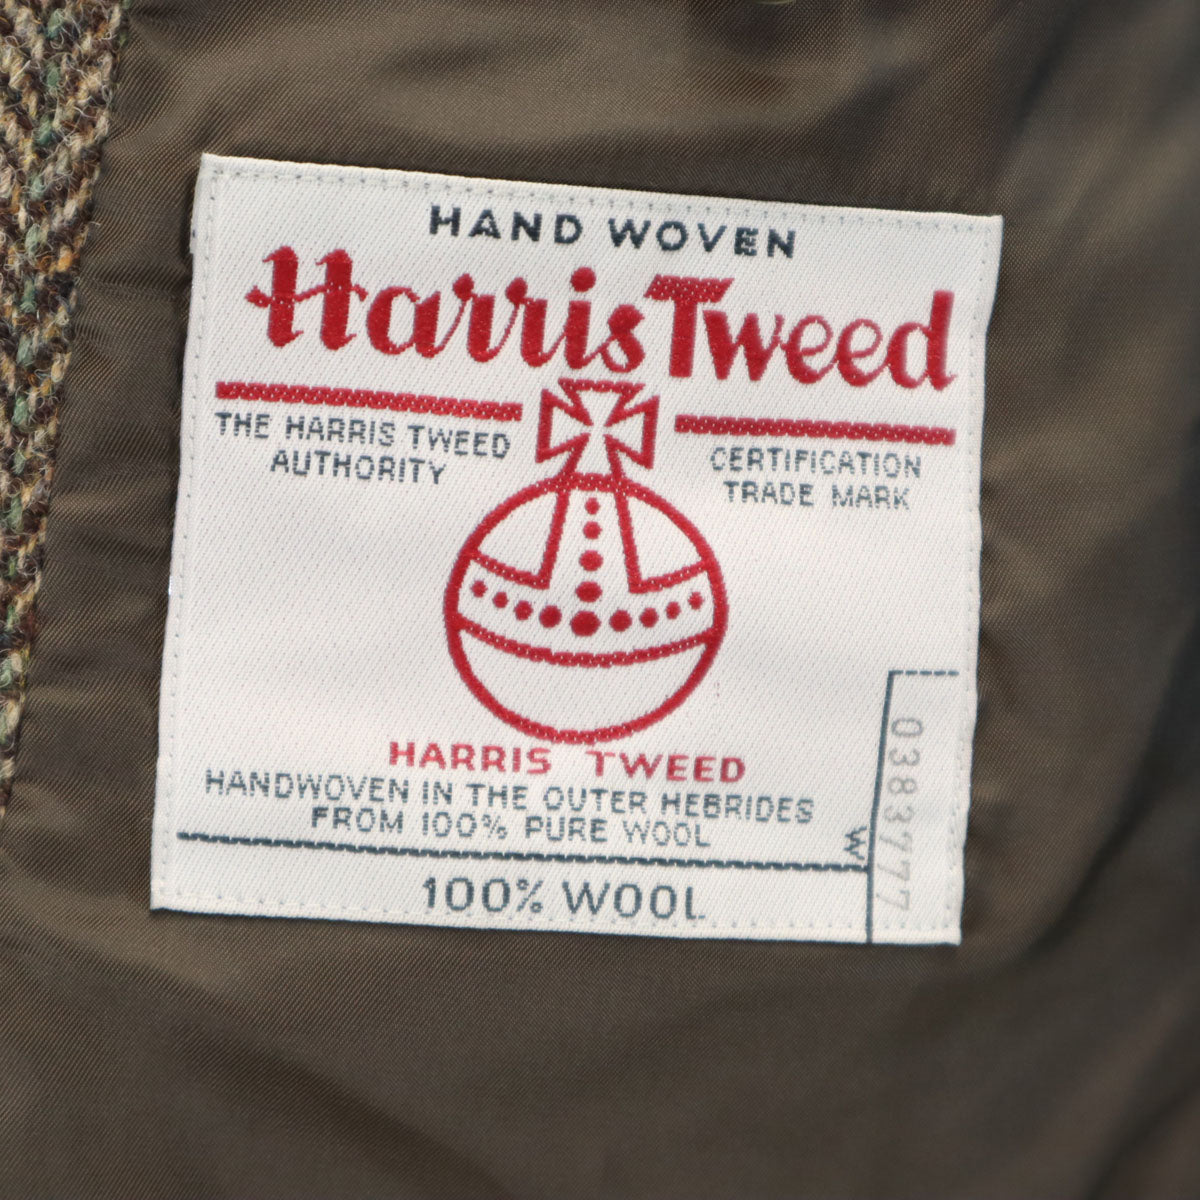 HAND WOVEN
Harris Tweed
THE HARRIS TWEED
AUTHORITY
CERTIFICATION
TRADE MARK
HARRIS TWEED
HANDWOVEN IN THE OUTER HEBRIDES
FROM 100% PURE WOOL
W
0383777
100% WOOL